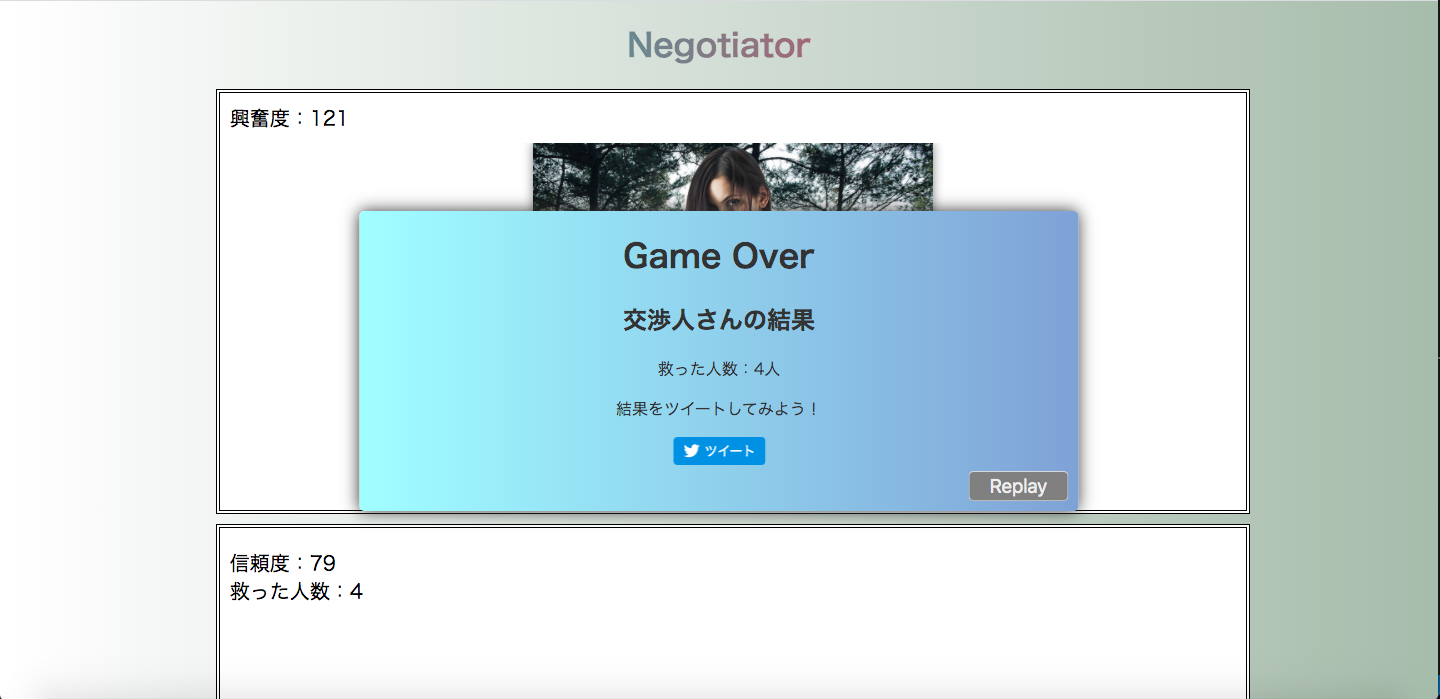 Negotiator
興奮度：121
Game Over
交渉人さんの結果
救った人数：4人
結果をツイートしてみよう！
ツイート
Replay
信頼度：79
救った人数：4